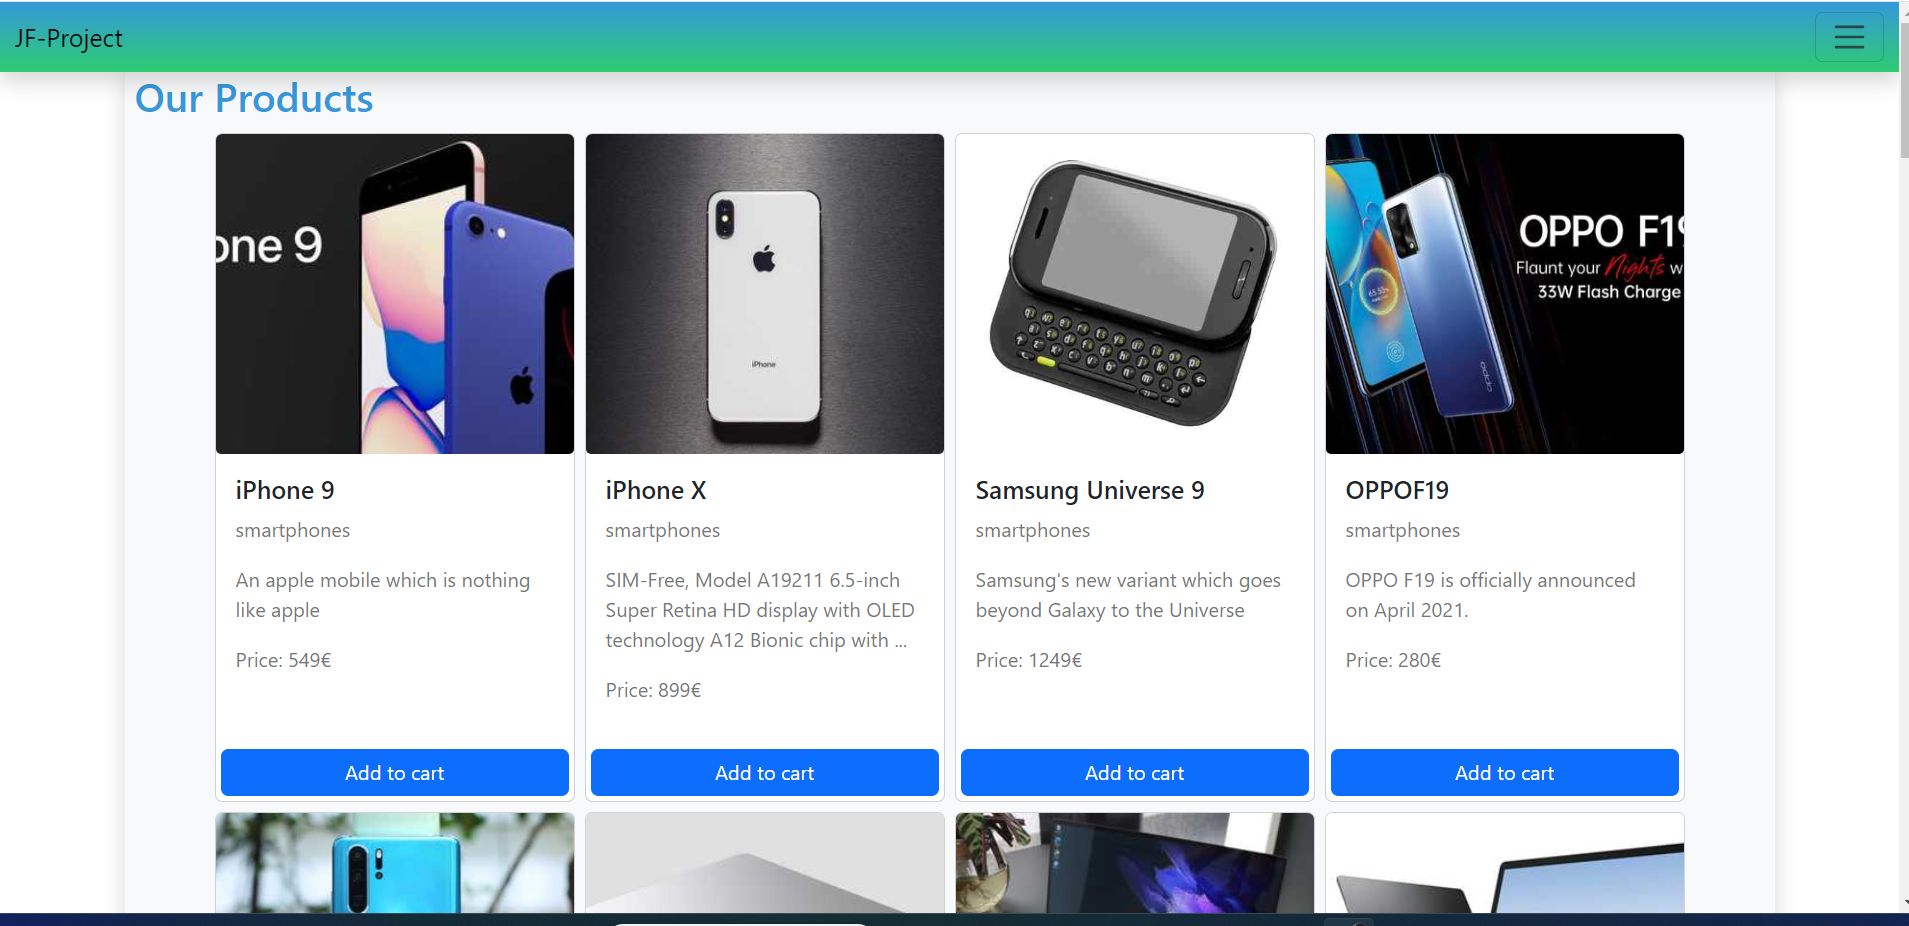 JF-Project
Our Products
one 9
iPhone
OPPO F19
Flaunt your Nights w
33W Flash Charge
oppo
iPhone 9
smartphones
An apple mobile which is nothing
like apple
Price: 549€
iPhone X
smartphones
SIM-Free, Model A19211 6.5-inch
Super Retina HD display with OLED
technology A12 Bionic chip with ...
Price: 899€
Samsung Universe 9
smartphones
Samsung's new variant which goes
beyond Galaxy to the Universe
Price: 1249€
OPPOF19
smartphones
OPPO F19 is officially announced
on April 2021.
Price: 280€
Add to cart
Add to cart
Add to cart
Add to cart